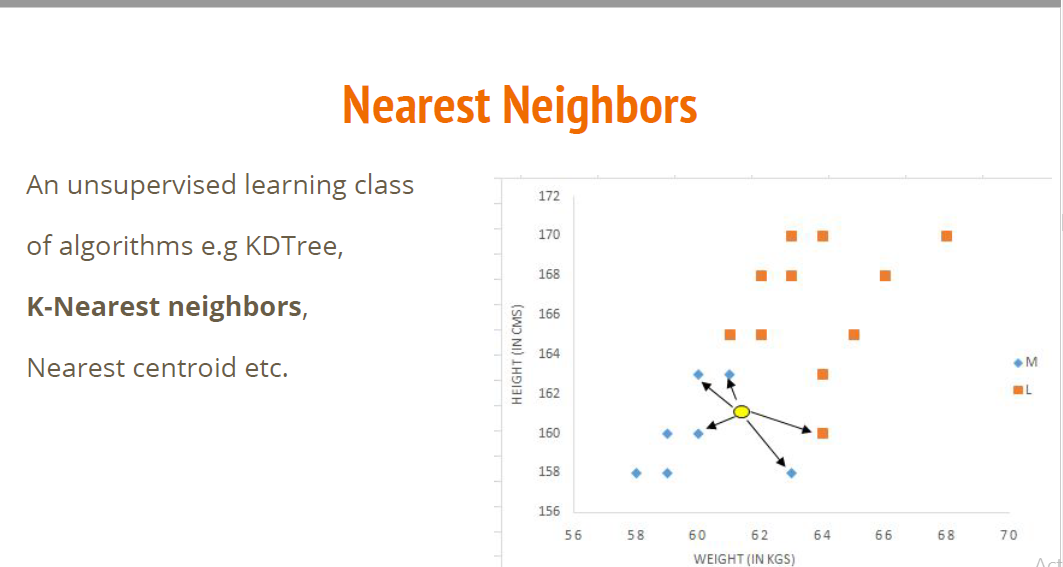 Nearest Neighbors
An unsupervised learning class
of algorithms e.g KDTree,
K-Nearest neighbors,
Nearest centroid etc.
172
170
168
166
164
162
160
158
156
HEIGHT (IN CMS)
56 58 60 62 64 66 68 70
WEIGHT (IN KGS)
M
L